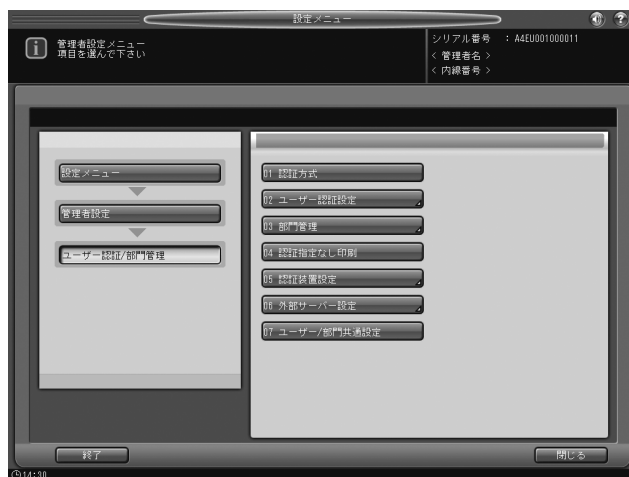 設定メニュー
管理者設定メニュー
項目を選んで下さい
シリアル番号 : A4EU001000011
< 管理者名 >
< 内線番号 >
設定メニュー
管理者設定
ユーザー認証/部門管理
01 認証方式
02 ユーザー認証設定
03 部門管理
04 認証指定なし印刷
05 認証装置設定
06 外部サーバー設定
07 ユーザー/部門共通設定
終了
閉じる
14:30